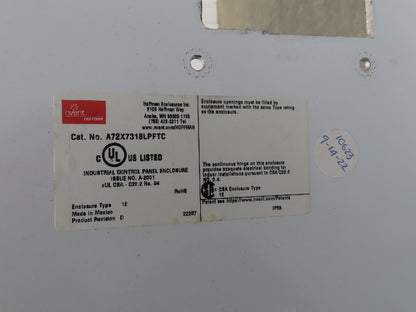 nvent
HOFFMAN
Hoffman Enclosures Inc.
2100 Hoffman Way
Anoka, MN 55303-1745
(763) 422-2211 Tel
www.nvent.com/HOFFMAN
Cat. No. A72X7318LPFTC
C UL US LISTED
INDUSTRIAL CONTROL PANEL ENCLOSURE
ISSUE NO. A-2001
cUL CSA - C22.2 No. 94
RoHS
Enclosure Type 12
Made in Mexico
Product Revision D
22287
Enclosure openings must be filled by
equipment marked with the same Type rating
as the enclosure.
The continuous hinge on this enclosure
provides adequate electrical bonding for
indoor installations pursuant to CSA C22.2
NO. 0.4.
CSA Enclosure Type
12
Patent see https://www.nvent.com/Patents
IP55
10623
9-14-22